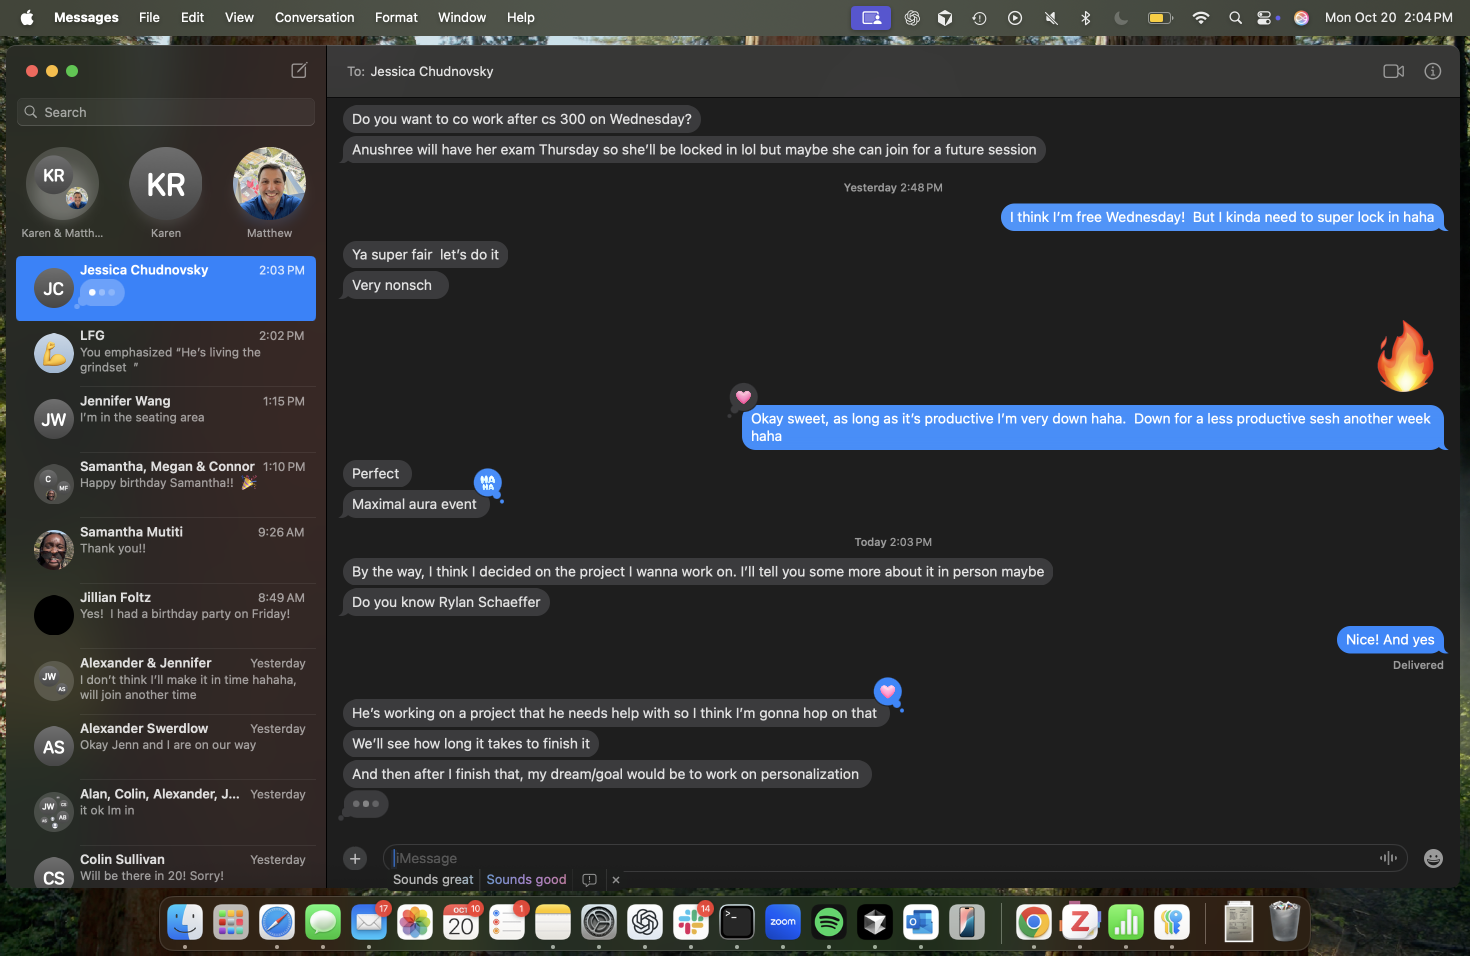 Messages File Edit View Conversation Format Window Help
Mon Oct 20 2:04 PM
Search
KR
KR
Karen & Matth...
Karen
Matthew
JC
Jessica Chudnovsky 2:03 PM
LFG 2:02 PM
You emphasized “He’s living the
grindset ”
JW
Jennifer Wang 1:15 PM
I’m in the seating area
C
MF
Samantha, Megan & Connor 1:10 PM
Happy birthday Samantha!! 🎉
Samantha Mutiti 9:26 AM
Thank you!!
Jillian Foltz 8:49 AM
Yes! I had a birthday party on Friday!
JW
AS
Alexander & Jennifer Yesterday
I don’t think I’ll make it in time hahaha,
will join another time
AS
Alexander Swerdlow Yesterday
Okay Jenn and I are on our way
JW
AB
Alan, Colin, Alexander, J... Yesterday
it ok Im in
CS
Colin Sullivan Yesterday
Will be there in 20! Sorry!
To: Jessica Chudnovsky
Do you want to co work after cs 300 on Wednesday?
Anushree will have her exam Thursday so she’ll be locked in lol but maybe she can join for a future session
Yesterday 2:48 PM
I think I’m free Wednesday! But I kinda need to super lock in haha
Ya super fair let’s do it
Very nonsch
🔥
Okay sweet, as long as it’s productive I’m very down haha. Down for a less productive sesh another week
haha
Perfect
HA
HA
Maximal aura event
Today 2:03 PM
By the way, I think I decided on the project I wanna work on. I’ll tell you some more about it in person maybe
Do you know Rylan Schaeffer
Nice! And yes
Delivered
He’s working on a project that he needs help with so I think I’m gonna hop on that
We’ll see how long it takes to finish it
And then after I finish that, my dream/goal would be to work on personalization
iMessage
Sounds great Sounds good
17
OCT 10
20
1
14
zoom
Z